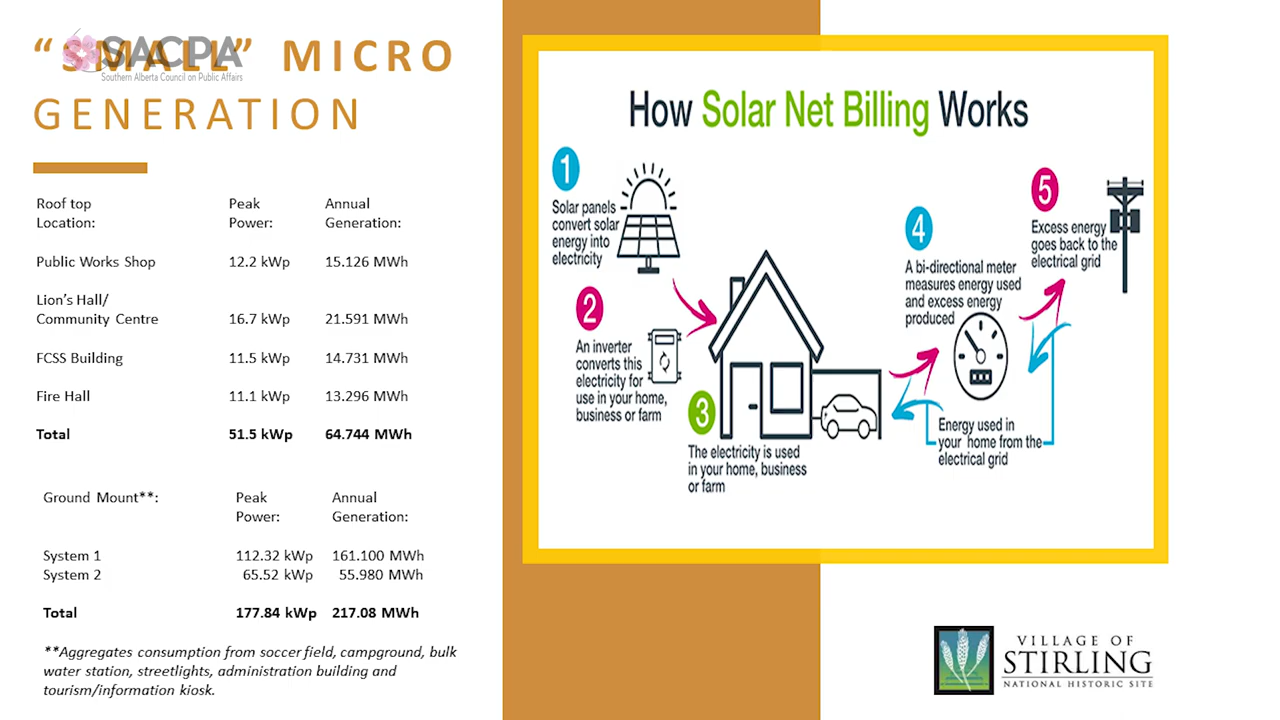 “SMALL” MICRO
GENERATION
SACPA
Southern Alberta Council on Public Affairs
Roof top Location: Peak Power: Annual Generation:
Public Works Shop 12.2 kWp 15.126 MWh
Lion’s Hall/
Community Centre 16.7 kWp 21.591 MWh
FCSS Building 11.5 kWp 14.731 MWh
Fire Hall 11.1 kWp 13.296 MWh
Total 51.5 kWp 64.744 MWh
Ground Mount**: Peak Power: Annual Generation:
System 1 112.32 kWp 161.100 MWh
System 2 65.52 kWp 55.980 MWh
Total 177.84 kWp 217.08 MWh
**Aggregates consumption from soccer field, campground, bulk
water station, streetlights, administration building and
tourism/information kiosk.
How Solar Net Billing Works
1
Solar panels
convert solar
energy into
electricity
2
An inverter
converts this
electricity for
use in your home,
business or farm
3
The electricity is used
in your home, business
or farm
4
A bi-directional meter
measures energy used
and excess energy
produced
5
Excess energy
goes back to the
electrical grid
Energy used in
your home from the
electrical grid
VILLAGE OF
STIRLING
NATIONAL HISTORIC SITE